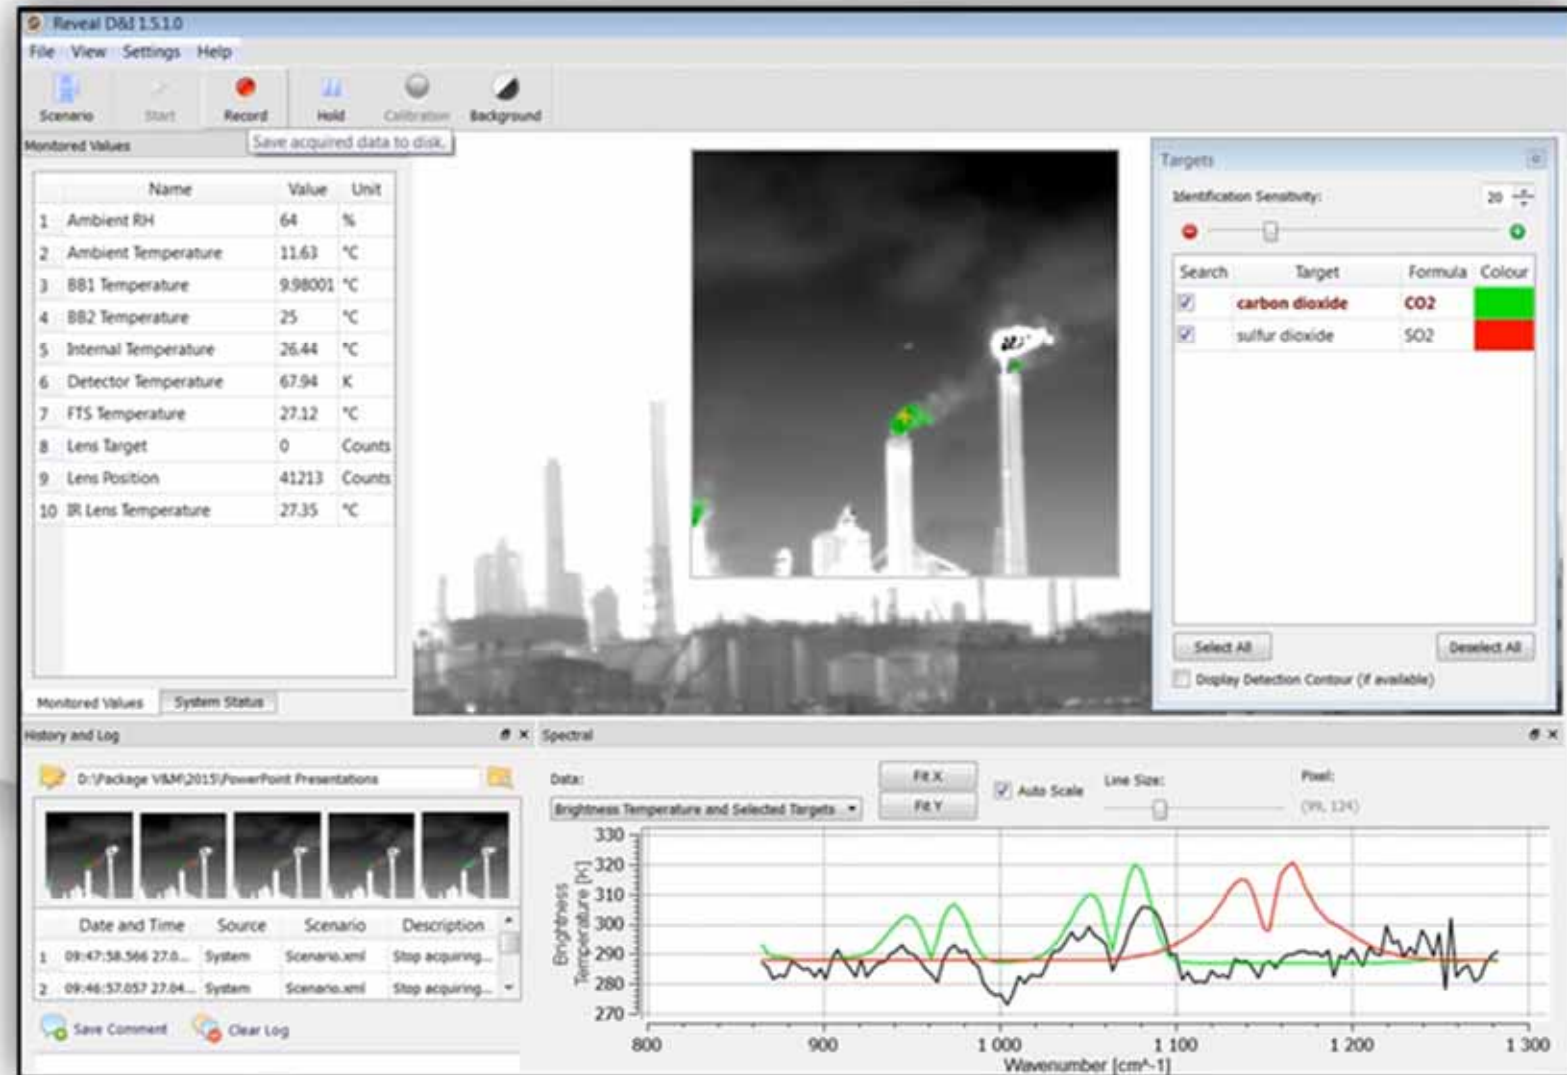 Reveal D&I 1.5.1.0
File View Settings Help
Scenario Start Record Hold Calibration Background
Save acquired data to disk.
Monitored Values
Name Value Unit
1 Ambient RH 64 %
2 Ambient Temperature 11.63 °C
3 BB1 Temperature 9.98001 °C
4 BB2 Temperature 25 °C
5 Internal Temperature 26.44 °C
6 Detector Temperature 67.94 K
7 FTS Temperature 27.12 °C
8 Lens Target 0 Counts
9 Lens Position 41213 Counts
10 IR Lens Temperature 27.35 °C
Monitored Values System Status
Targets
Identification Sensitivity: 20
Search Target Formula Colour
carbon dioxide CO2
sulfur dioxide SO2
Select All Deselect All
Display Detection Contour (if available)
History and Log
D:\Package V&M\2015\PowerPoint Presentations
Date and Time Source Scenario Description
1 09:47:58.566 27.0... System Scenario.xml Stop acquiring...
2 09:46:57.057 27.04... System Scenario.xml Stop acquiring...
Save Comment Clear Log
Spectral
Data:
Brightness Temperature and Selected Targets
Fit X
Fit Y
Auto Scale
Line Size:
Pixel:
(99, 124)
Brightness
Temperature [K]
330
320
310
300
290
280
270
800 900 1 000 1 100 1 200 1 300
Wavenumber [cm^-1]